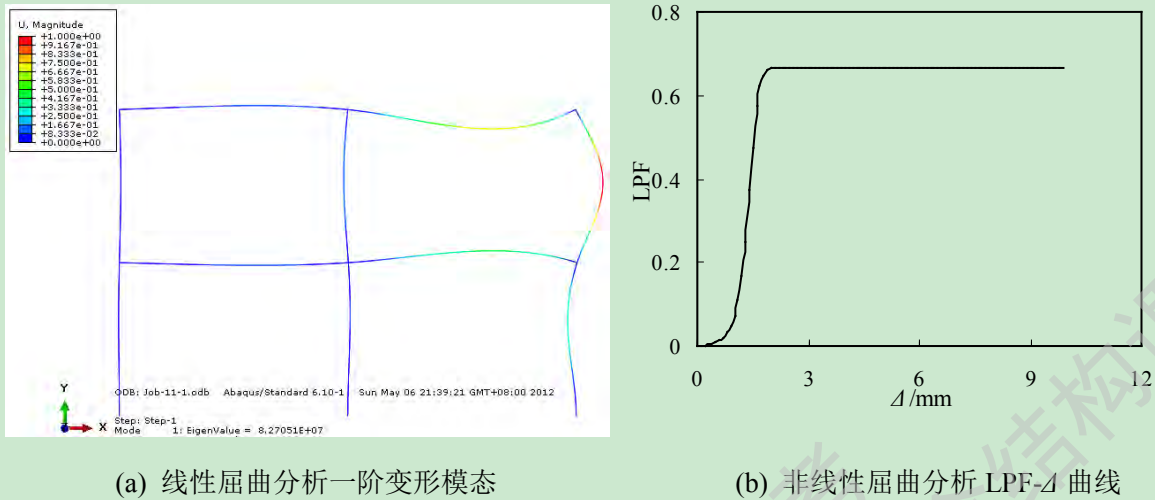 U, Magnitude
+1.000e+00
+9.167e-01
+8.333e-01
+7.500e-01
+6.667e-01
+5.833e-01
+5.000e-01
+4.167e-01
+3.333e-01
+2.500e-01
+1.667e-01
+8.333e-02
+0.000e+00
Y
X
ODB: Job-11-1.odb Abaqus/Standard 6.10-1 Sun May 06 21:39:21 GMT+08:00 2012
Step: Step-1
Mode 1: EigenValue = 8.27051E+07
0.8
0.6
0.4
0.2
0
LPF
0 3 6 9 12
Δ/mm
(a) 线性屈曲分析一阶变形模态
(b) 非线性屈曲分析 LPF-Δ 曲线